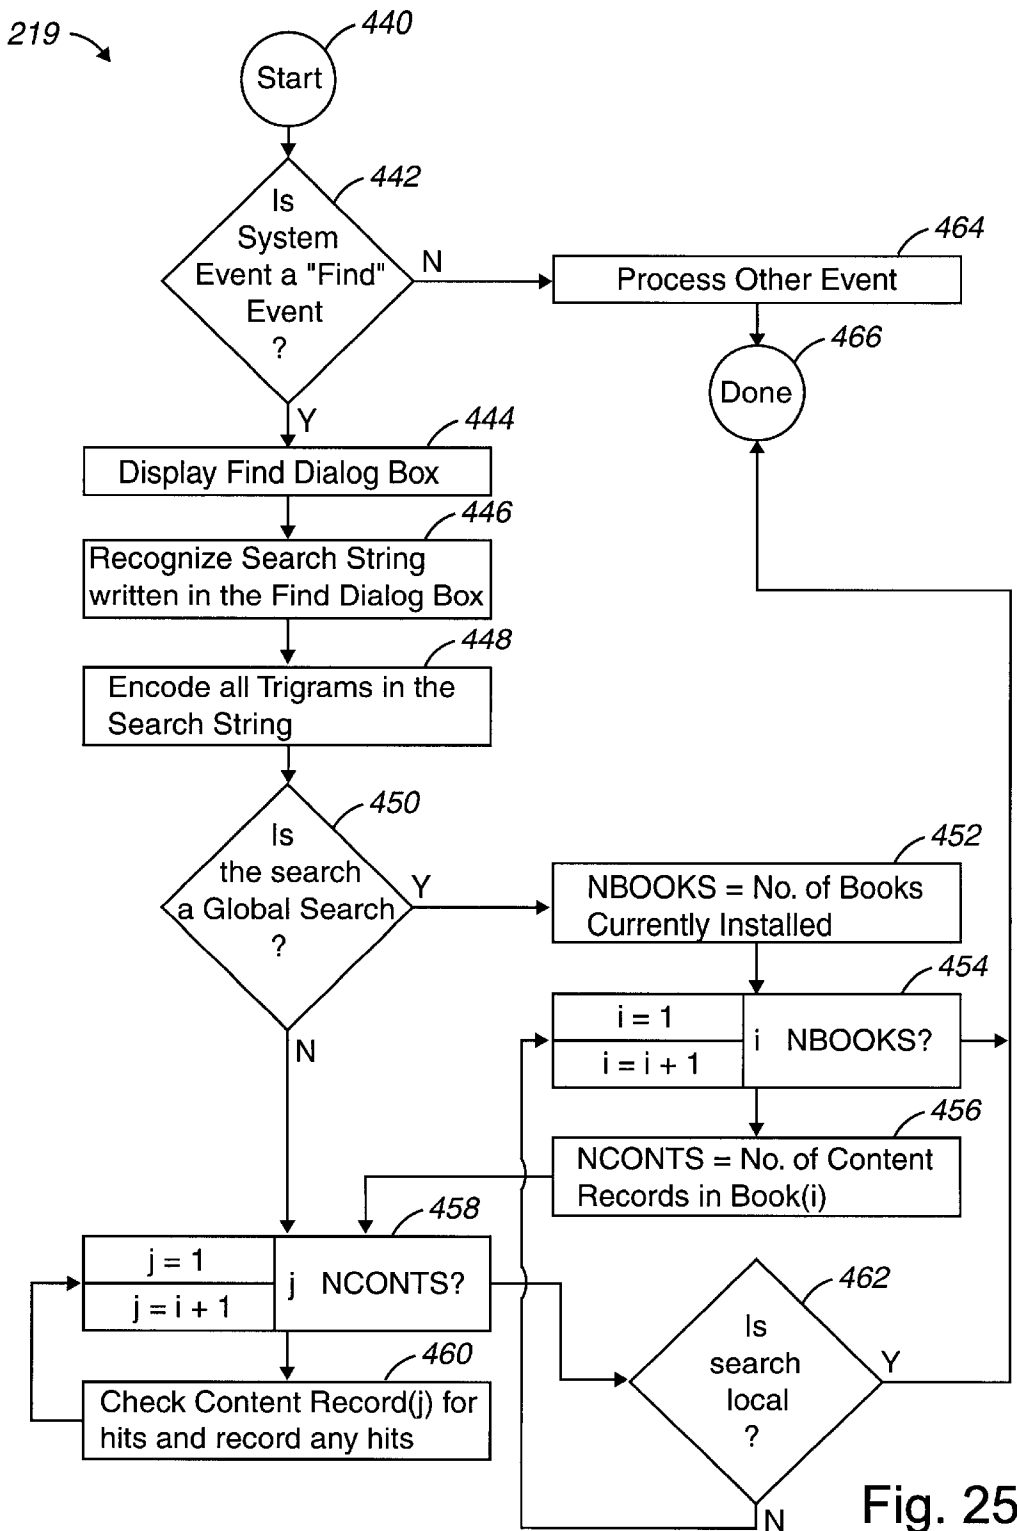 219
440
Start
442
Is
System
Event a "Find"
Event
?
N
Y
464
Process Other Event
466
Done
444
Display Find Dialog Box
446
Recognize Search String
written in the Find Dialog Box
448
Encode all Trigrams in the
Search String
450
Is
the search
a Global Search
?
Y
N
452
NBOOKS = No. of Books
Currently Installed
454
i = 1
i = i + 1
i NBOOKS?
456
NCONTS = No. of Content
Records in Book(i)
458
j = 1
j = i + 1
j NCONTS?
460
Check Content Record(j) for
hits and record any hits
462
Is
search
local
?
Y
N
Fig. 25